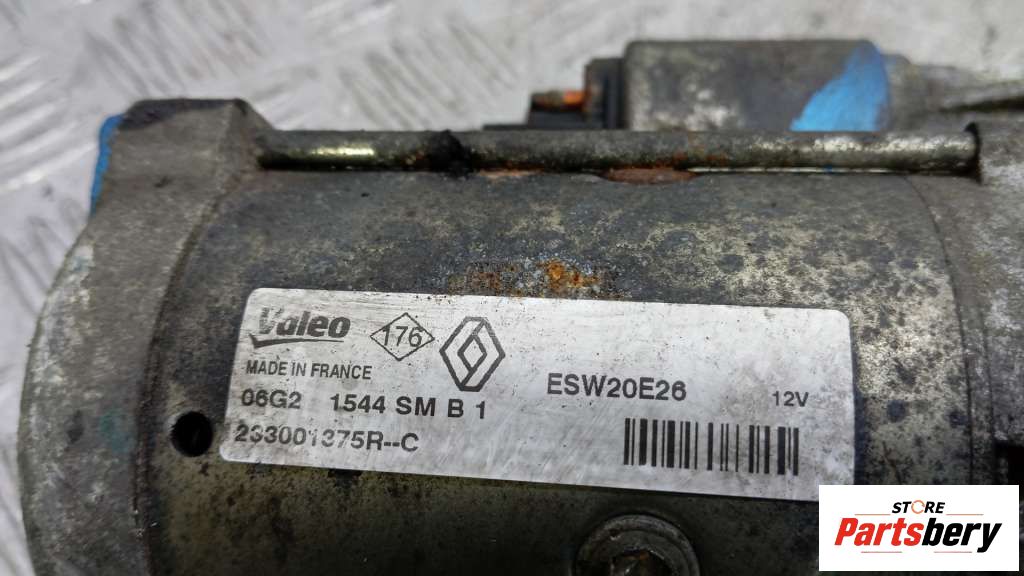 Valeo 176
MADE IN FRANCE
ESW20E26 12V
06G2 1544 SM B 1
233001375R--C
STORE
Partsbery